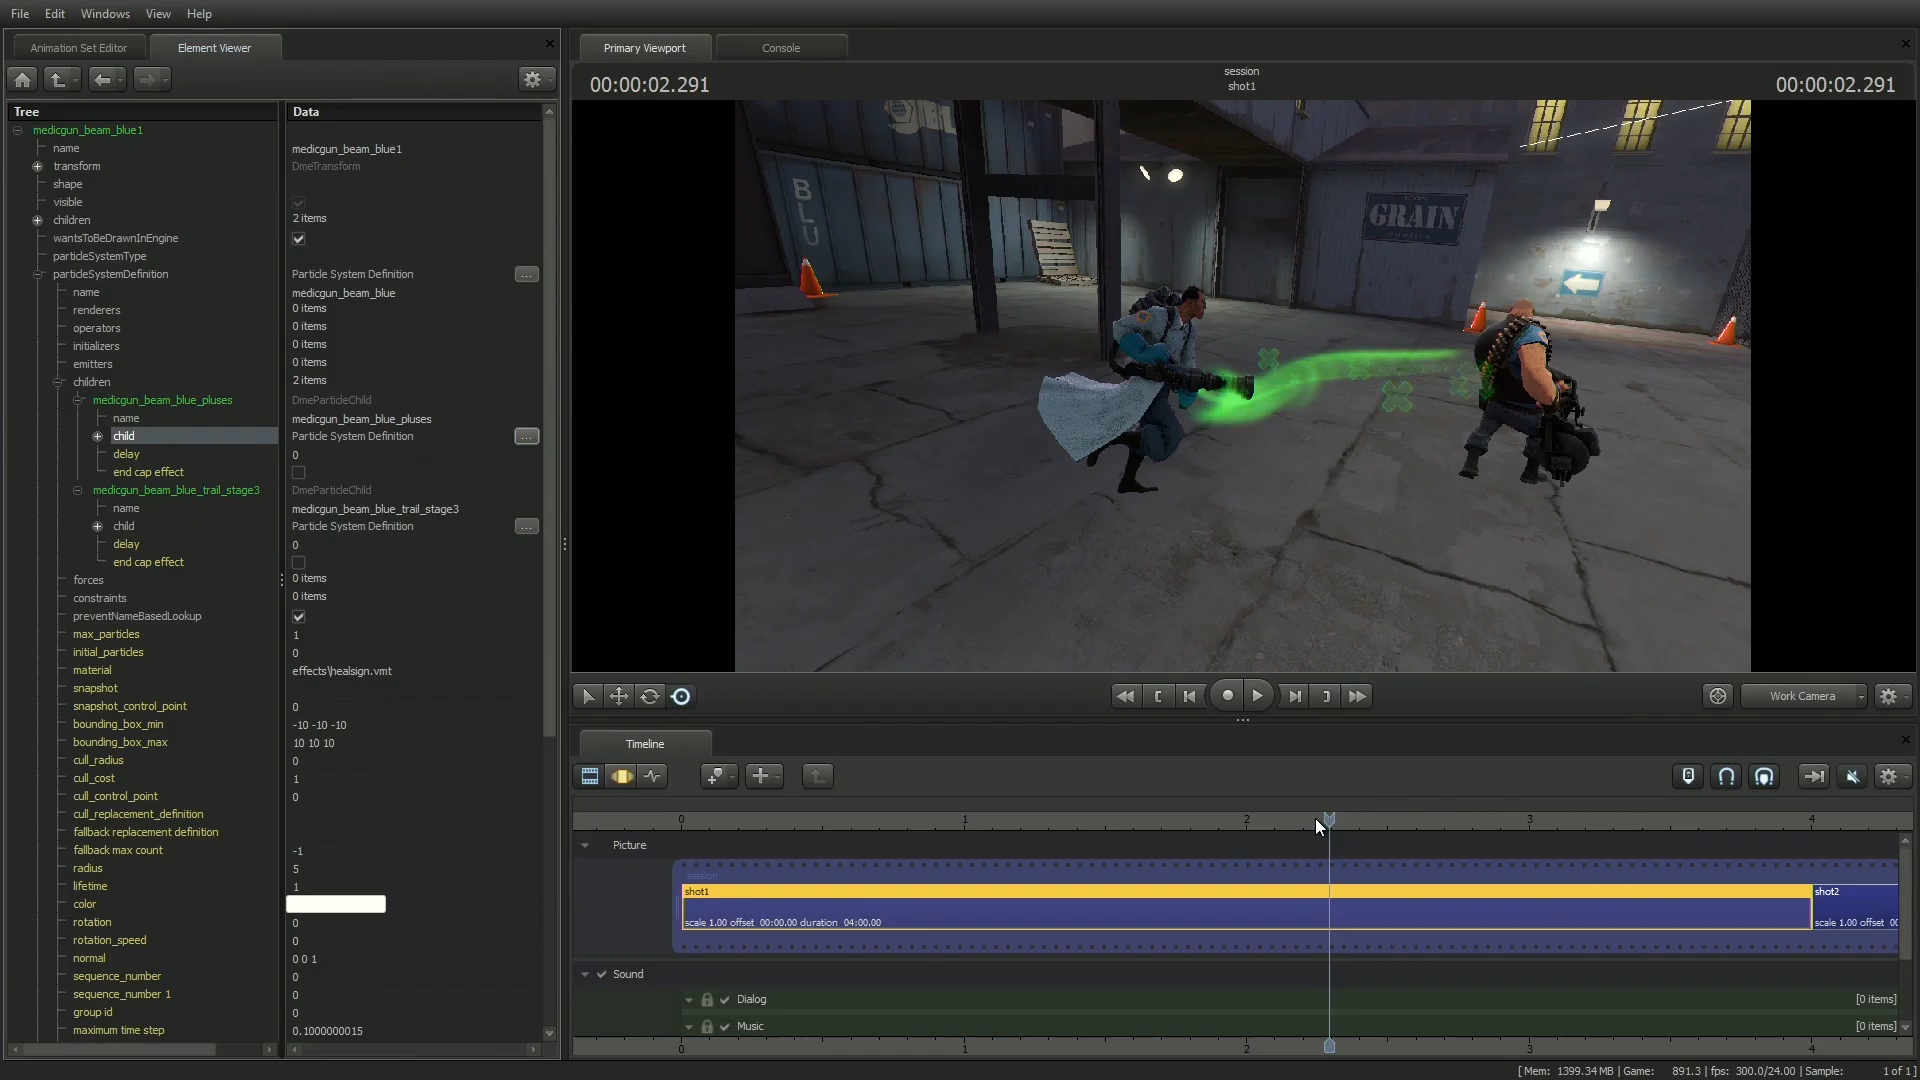 File Edit Windows View Help
Animation Set Editor Element Viewer
Primary Viewport Console
00:00:02.291
session
shot1
00:00:02.291
Tree Data
medicgun_beam_blue1
name medicgun_beam_blue1
transform DmeTransform
shape
visible
children 2 items
wantsToBeDrawnInEngine
particleSystemType
particleSystemDefinition Particle System Definition ...
name medicgun_beam_blue
renderers 0 items
operators 0 items
initializers 0 items
emitters 0 items
children 2 items
medicgun_beam_blue_pluses DmeParticleChild
name medicgun_beam_blue_pluses
child Particle System Definition ...
delay 0
end cap effect
medicgun_beam_blue_trail_stage3 DmeParticleChild
name medicgun_beam_blue_trail_stage3
child Particle System Definition ...
delay 0
end cap effect
forces 0 items
constraints 0 items
preventNameBasedLookup
max_particles 1
initial_particles 0
material effects\healsign.vmt
snapshot
snapshot_control_point 0
bounding_box_min -10 -10 -10
bounding_box_max 10 10 10
cull_radius 0
cull_cost 1
cull_control_point 0
cull_replacement_definition
fallback replacement definition
fallback max count -1
radius 5
lifetime 1
color
rotation 0
rotation_speed 0
normal 0 0 1
sequence_number 0
sequence_number 1 0
group id 0
maximum time step 0.1000000015
BLU
GRAIN
Work Camera
Timeline
0 1 2 3 4
Picture
session
shot1 shot2
scale 1.00 offset 00:00.00 duration 04:00.00 scale 1.00 offset 00
Sound
Dialog [0 items]
Music [0 items]
0 1 2 3 4
[ Mem: 1399.34 MB | Game: 891.3 | fps: 300.0/24.00 | Sample: 1 of 1 ]